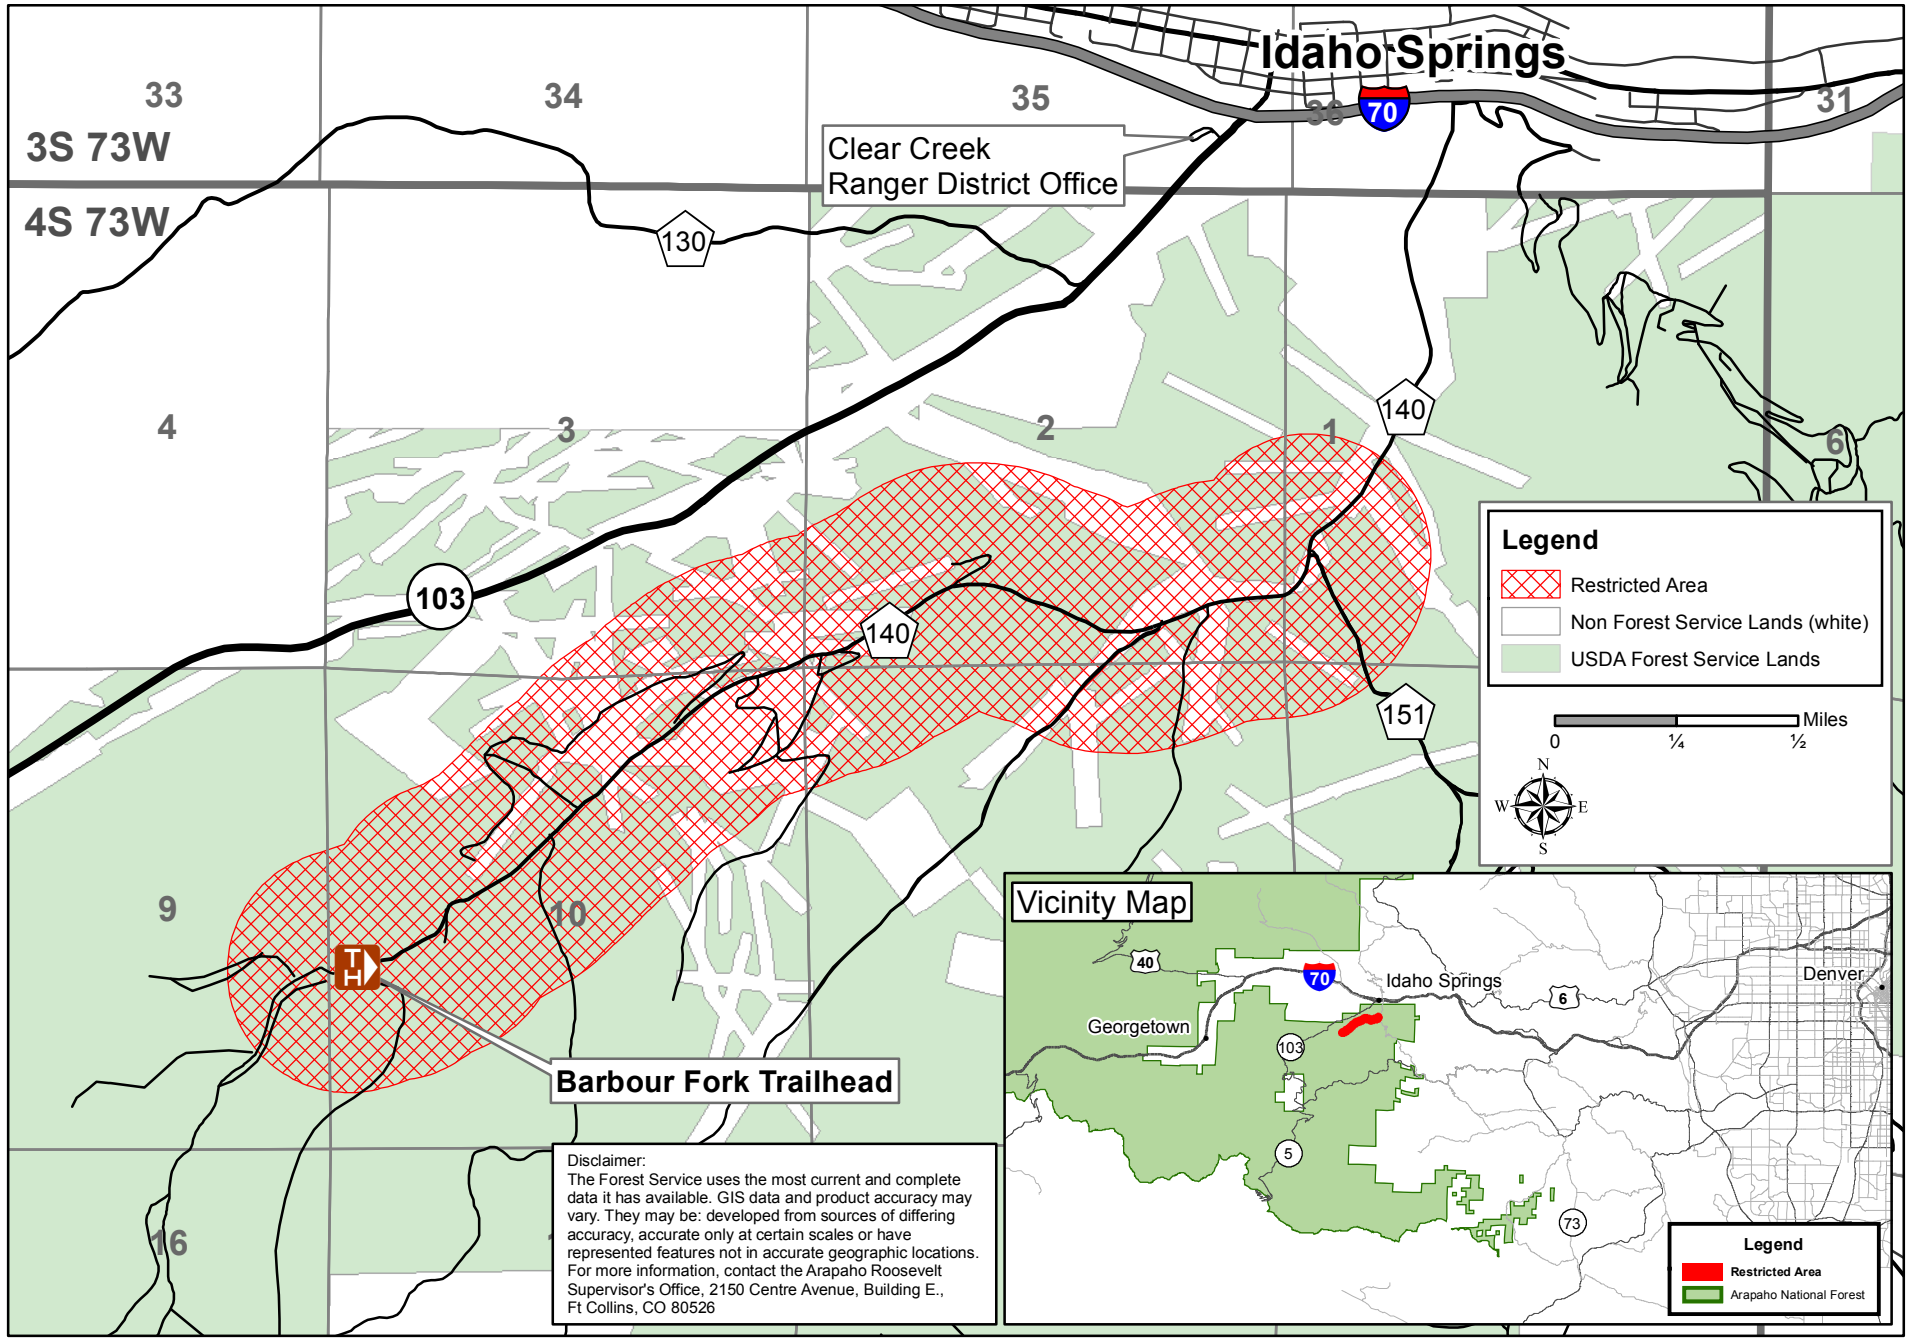 Idaho Springs
33
34
35
36
70
31
3S 73W
Clear Creek
Ranger District Office
4S 73W
130
140
4
3
2
1
6
103
140
151
Legend
Restricted Area
Non Forest Service Lands (white)
USDA Forest Service Lands
Miles
0
¼
½
N
W
E
S
9
10
TH
Barbour Fork Trailhead
16
Disclaimer:
The Forest Service uses the most current and complete
data it has available. GIS data and product accuracy may
vary. They may be: developed from sources of differing
accuracy, accurate only at certain scales or have
represented features not in accurate geographic locations.
For more information, contact the Arapaho Roosevelt
Supervisor's Office, 2150 Centre Avenue, Building E.,
Ft Collins, CO 80526
Vicinity Map
40
70
Idaho Springs
6
Denver
Georgetown
103
5
73
Legend
Restricted Area
Arapaho National Forest